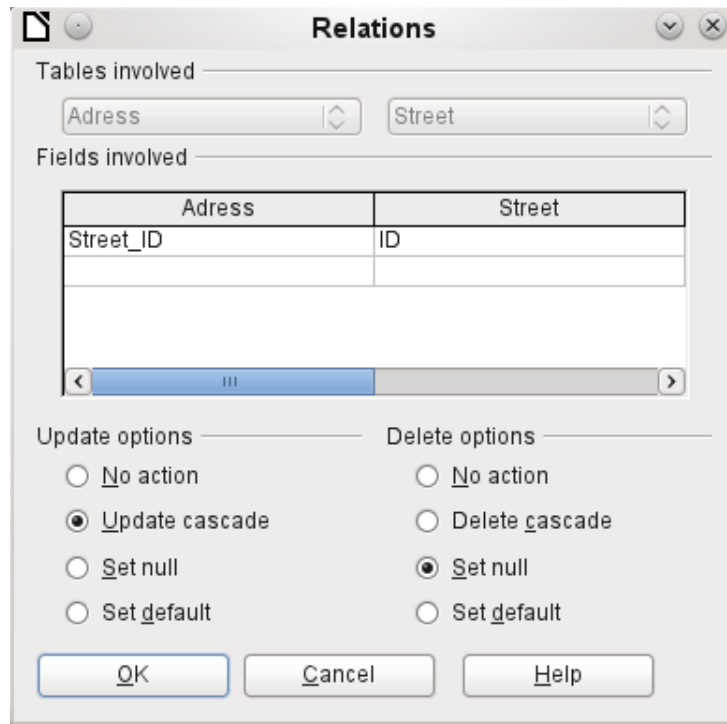 Relations
Tables involved
Adress Street
Fields involved
Adress Street
Street_ID ID
Update options Delete options
No action No action
Update cascade Delete cascade
Set null Set null
Set default Set default
OK Cancel Help